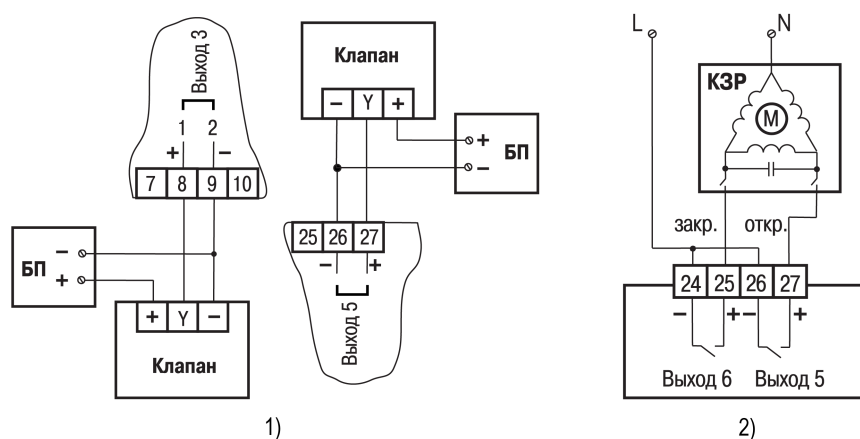 Выход 3
1 2
+ −
7 8 9 10
− БП
+
+ Y −
Клапан
Клапан
− Y +
+ БП
−
25 26 27
− +
Выход 5
1)
L N
КЗР
M
закр. откр.
24 25 26 27
− + − +
Выход 6 Выход 5
2)